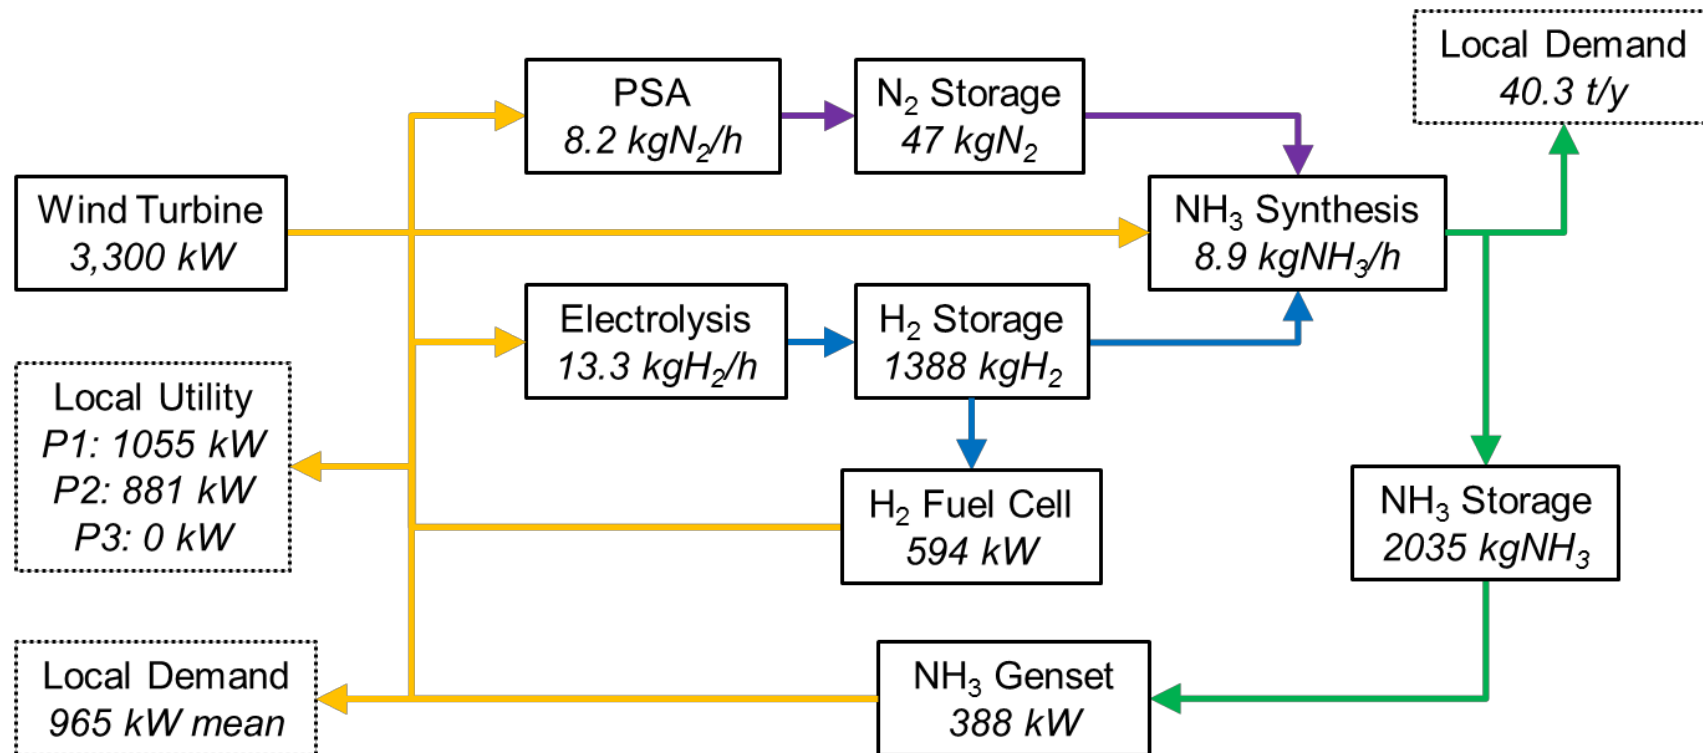 Local Demand
40.3 t/y
PSA
8.2 kgN₂/h
N₂ Storage
47 kgN₂
Wind Turbine
3,300 kW
NH₃ Synthesis
8.9 kgNH₃/h
Electrolysis
13.3 kgH₂/h
H₂ Storage
1388 kgH₂
Local Utility
P1: 1055 kW
P2: 881 kW
P3: 0 kW
H₂ Fuel Cell
594 kW
NH₃ Storage
2035 kgNH₃
Local Demand
965 kW mean
NH₃ Genset
388 kW